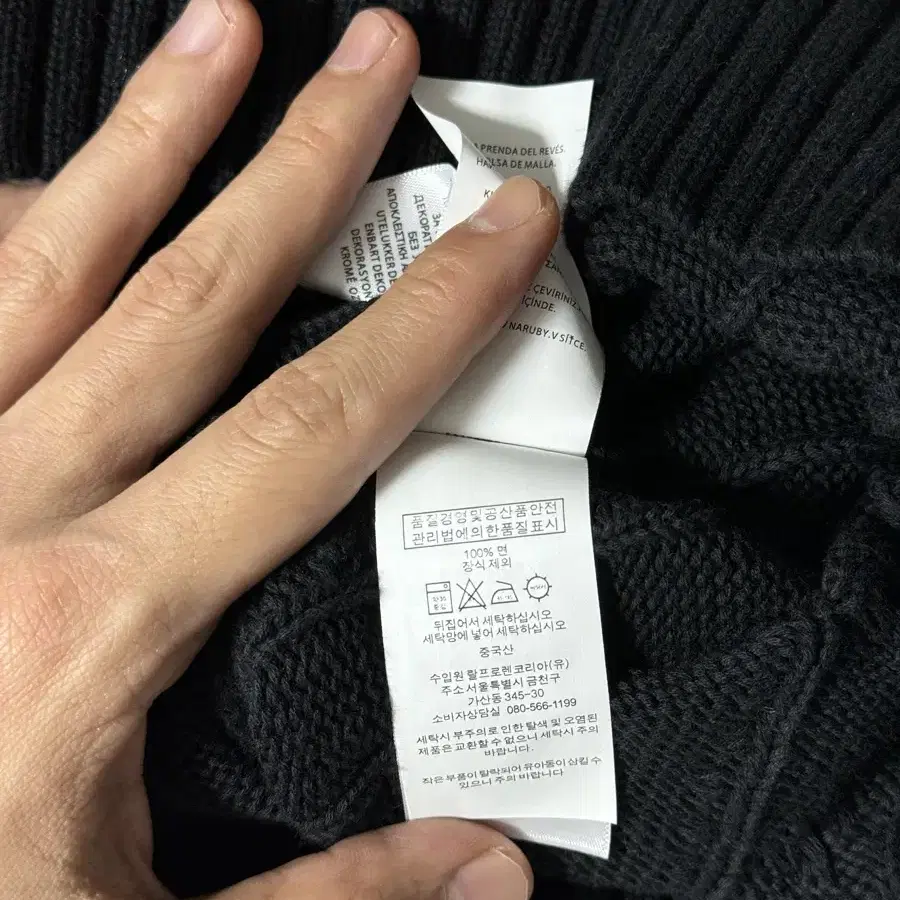 PRENDA DEL REVÉS.
HALSA DE MALLA.
ÇEVIRINIZ
İÇİNDE.
NARUBY.V SÍŤCE.
ДЕКОРАТ
БЕЗ
ΑΠΟΚΛΕΙΣΤΙΚΗ
UTELUKKER DE
ENBART DEKO
DEKORASYON
KROMĚ
품질경영및공산품안전
관리법에의한품질표시
100% 면
장식 제외
뒤집어서 세탁하십시오
세탁망에 넣어 세탁하십시오
중국산
수입원 랄프로렌코리아(유)
주소 서울특별시 금천구
가산동 345-30
소비자상담실 080-566-1199
세탁시 부주의로 인한 탈색 및 오염된
제품은 교환할 수 없으니 세탁시 주의
바랍니다.
작은 부품이 탈락되어 유아동이 삼킬 수
있으니 주의 바랍니다